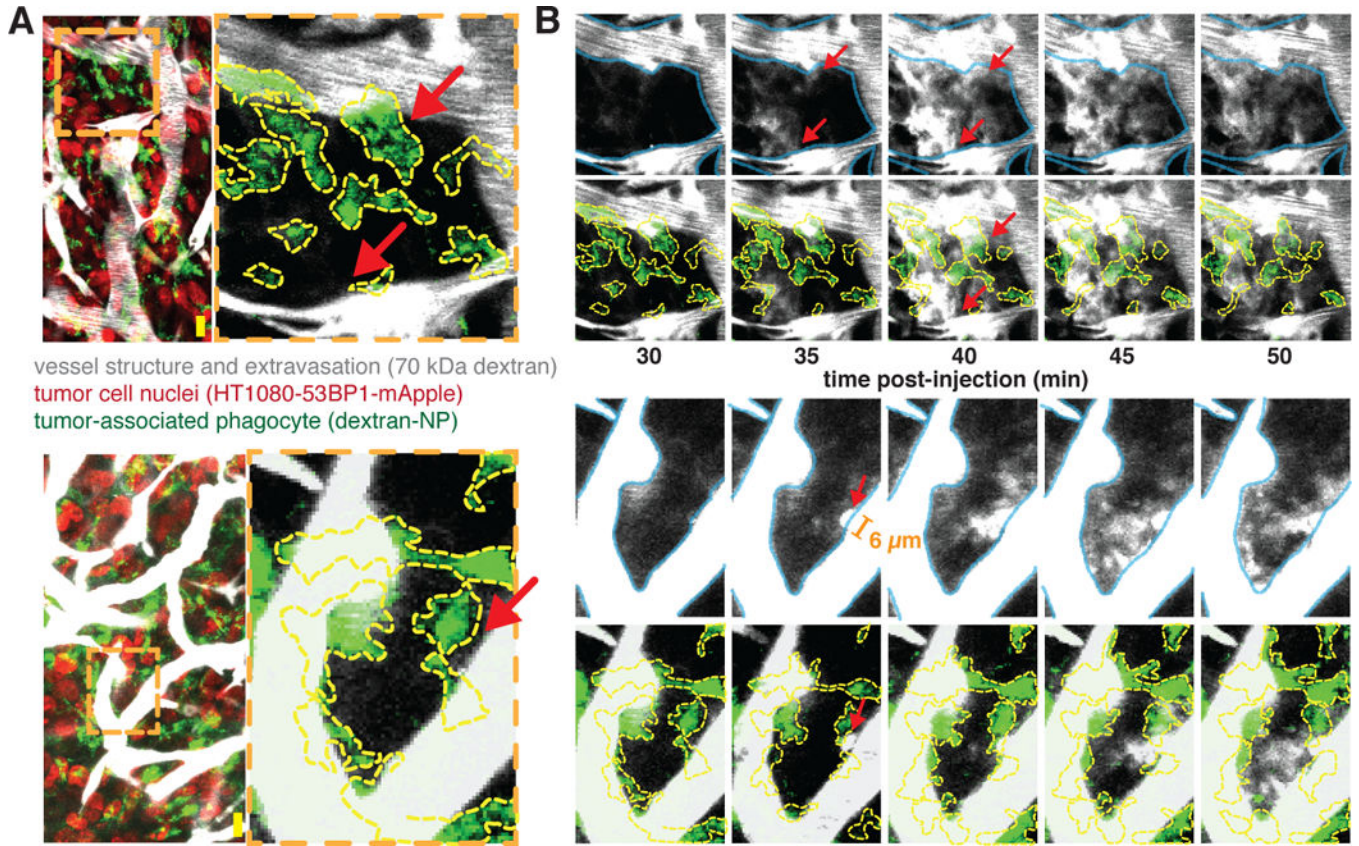 A
B
vessel structure and extravasation (70 kDa dextran)
tumor cell nuclei (HT1080-53BP1-mApple)
tumor-associated phagocyte (dextran-NP)
30 35 40 45 50
time post-injection (min)
6 µm